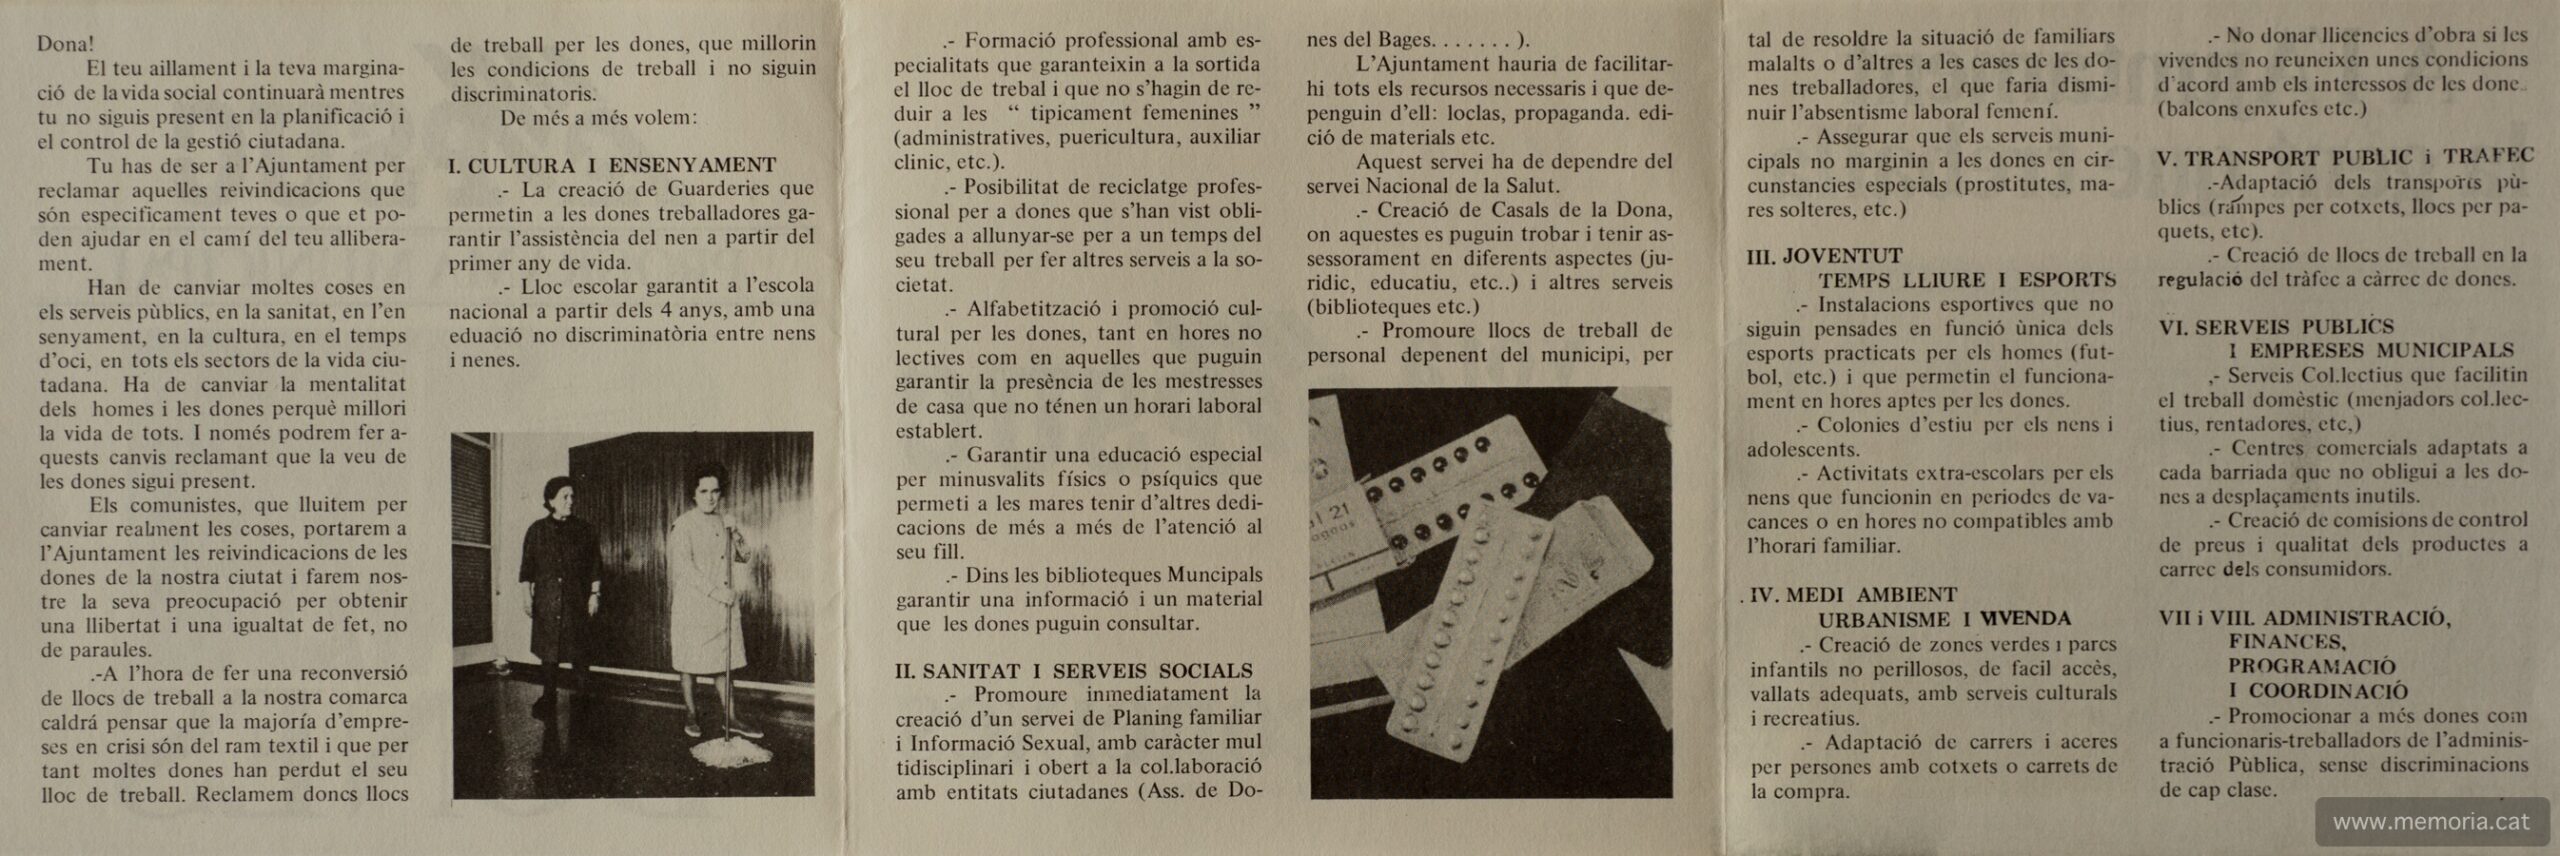 Dona!
El teu aillament i la teva margina-
ció de la vida social continuarà mentres
tu no siguis present en la planificació i
el control de la gestió ciutadana.
Tu has de ser a l'Ajuntament per
reclamar aquelles reivindicacions que
són especificament teves o que et po-
den ajudar en el camí del teu allibera-
ment.
Han de canviar moltes coses en
els serveis pùblics, en la sanitat, en l'en
senyament, en la cultura, en el temps
d'oci, en tots els sectors de la vida ciu-
tadana. Ha de canviar la mentalitat
dels homes i les dones perquè millori
la vida de tots. I només podrem fer a-
quests canvis reclamant que la veu de
les dones sigui present.
Els comunistes, que lluitem per
canviar realment les coses, portarem a
l'Ajuntament les reivindicacions de les
dones de la nostra ciutat i farem nos-
tre la seva preocupació per obtenir
una llibertat i una igualtat de fet, no
de paraules.
.-A l'hora de fer una reconversió
de llocs de treball a la nostra comarca
caldrá pensar que la majoría d'empre-
ses en crisi són del ram textil i que per
tant moltes dones han perdut el seu
lloc de treball. Reclamem doncs llocs
de treball per les dones, que millorin
les condicions de treball i no siguin
discriminatoris.
De més a més volem:
I. CULTURA I ENSENYAMENT
.- La creació de Guarderies que
permetin a les dones treballadores ga-
rantir l'assistència del nen a partir del
primer any de vida.
.- Lloc escolar garantit a l'escola
nacional a partir dels 4 anys, amb una
eduació no discriminatòria entre nens
i nenes.
.- Formació professional amb es-
pecialitats que garanteixin a la sortida
el lloc de trebal i que no s'hagin de re-
duir a les “ tipicament femenines ”
(administratives, puericultura, auxiliar
clinic, etc.).
.- Posibilitat de reciclatge profes-
sional per a dones que s'han vist obli-
gades a allunyar-se per a un temps del
seu treball per fer altres serveis a la so-
cietat.
.- Alfabetització i promoció cul-
tural per les dones, tant en hores no
lectives com en aquelles que puguin
garantir la presència de les mestresses
de casa que no ténen un horari laboral
establert.
.- Garantir una educació especial
per minusvalits físics o psíquics que
permeti a les mares tenir d'altres dedi-
cacions de més a més de l'atenció al
seu fill.
.- Dins les biblioteques Muncipals
garantir una informació i un material
que les dones puguin consultar.
II. SANITAT I SERVEIS SOCIALS
.- Promoure inmediatament la
creació d'un servei de Planing familiar
i Informació Sexual, amb caràcter mul
tidisciplinari i obert a la col.laboració
amb entitats ciutadanes (Ass. de Do-
nes del Bages. . . . . . . ).
L'Ajuntament hauria de facilitar-
hi tots els recursos necessaris i que de-
penguin d'ell: loclas, propaganda. edi-
ció de materials etc.
Aquest servei ha de dependre del
servei Nacional de la Salut.
.- Creació de Casals de la Dona,
on aquestes es puguin trobar i tenir as-
sessorament en diferents aspectes (ju-
ridic, educatiu, etc..) i altres serveis
(biblioteques etc.)
.- Promoure llocs de treball de
personal depenent del municipi, per
21
tal de resoldre la situació de familiars
malalts o d'altres a les cases de les do-
nes treballadores, el que faria dismi-
nuir l'absentisme laboral femení.
.- Assegurar que els serveis muni-
cipals no marginin a les dones en cir-
cunstancies especials (prostitutes, ma-
res solteres, etc.)
III. JOVENTUT
TEMPS LLIURE I ESPORTS
.- Instalacions esportives que no
siguin pensades en funció ùnica dels
esports practicats per els homes (fut-
bol, etc.) i que permetin el funciona-
ment en hores aptes per les dones.
.- Colonies d'estiu per els nens i
adolescents.
.- Activitats extra-escolars per els
nens que funcionin en periodes de va-
cances o en hores no compatibles amb
l'horari familiar.
. IV. MEDI AMBIENT
URBANISME I VIVENDA
.- Creació de zones verdes i parcs
infantils no perillosos, de facil accès,
vallats adequats, amb serveis culturals
i recreatius.
.- Adaptació de carrers i aceres
per persones amb cotxets o carrets de
la compra.
.- No donar llicencies d'obra si les
vivendes no reuneixen unes condicions
d'acord amb els interessos de les done
(balcons enxufes etc.)
V. TRANSPORT PUBLIC i TRAFEC
.-Adaptació dels transports pù-
blics (rampes per cotxets, llocs per pa-
quets, etc).
.- Creació de llocs de treball en la
regulació del tràfec a càrrec de dones.
VI. SERVEIS PUBLICS
I EMPRESES MUNICIPALS
,- Serveis Col.lectius que facilitin
el treball domèstic (menjadors col.lec-
tius, rentadores, etc,)
.- Centres comercials adaptats a
cada barriada que no obligui a les do-
nes a desplaçaments inutils.
.- Creació de comisions de control
de preus i qualitat dels productes a
carrec dels consumidors.
VII i VIII. ADMINISTRACIÓ,
FINANCES,
PROGRAMACIÓ
I COORDINACIÓ
.- Promocionar a més dones com
a funcionaris-treballadors de l'adminis-
tració Pùblica, sense discriminacions
de cap clase.
www.memoria.cat